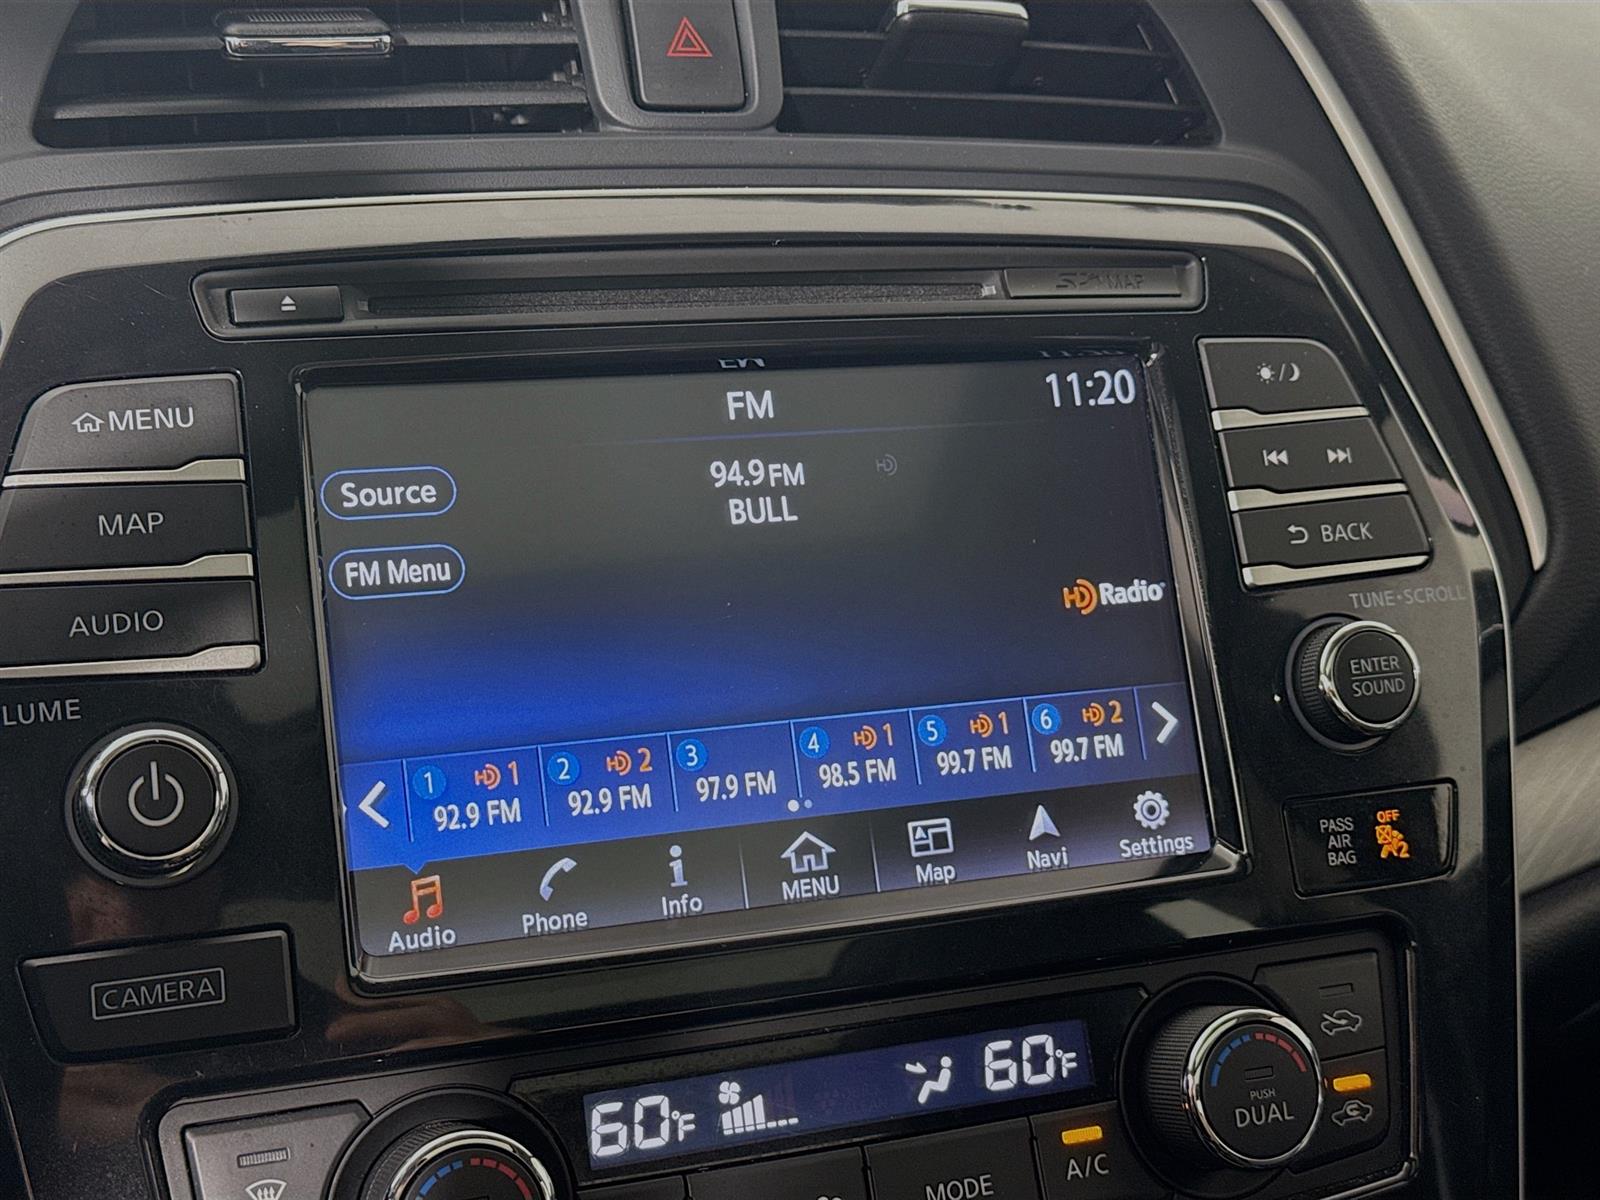 SD MAP
FM
11:20
MENU
Source
94.9 FM
BULL
MAP
FM Menu
BACK
HD Radio
AUDIO
TUNE·SCROLL
ENTER
SOUND
LUME
1 HD 1
92.9 FM
2 HD 2
92.9 FM
3
97.9 FM
4 HD 1
98.5 FM
5 HD 1
99.7 FM
6 HD 2
99.7 FM
Audio
Phone
Info
MENU
Map
Navi
Settings
PASS
AIR
BAG
OFF
2
CAMERA
60°F
60°F
PUSH
DUAL
MODE
A/C